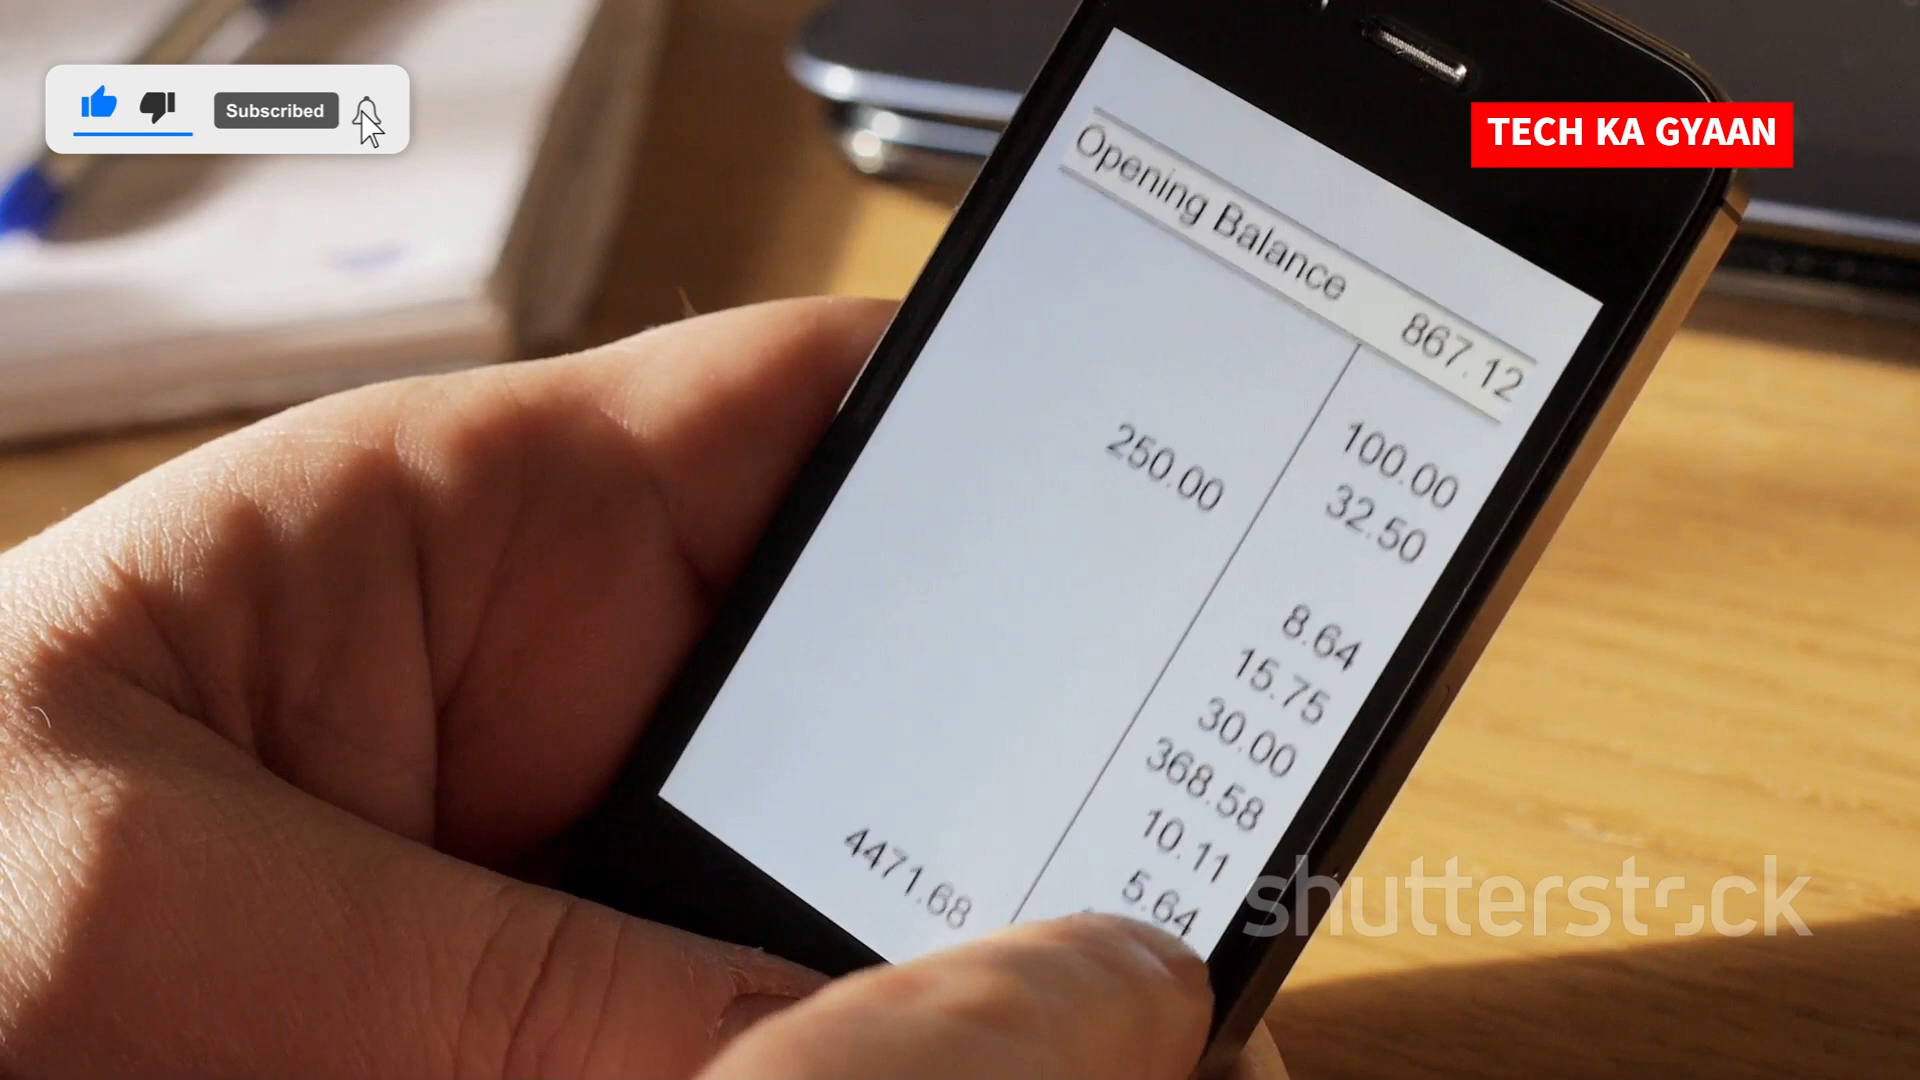 Subscribed
TECH KA GYAAN
Opening Balance 867.12
100.00
250.00 32.50
8.64
15.75
30.00
368.58
10.11
4471.68 5.64
shutterstock